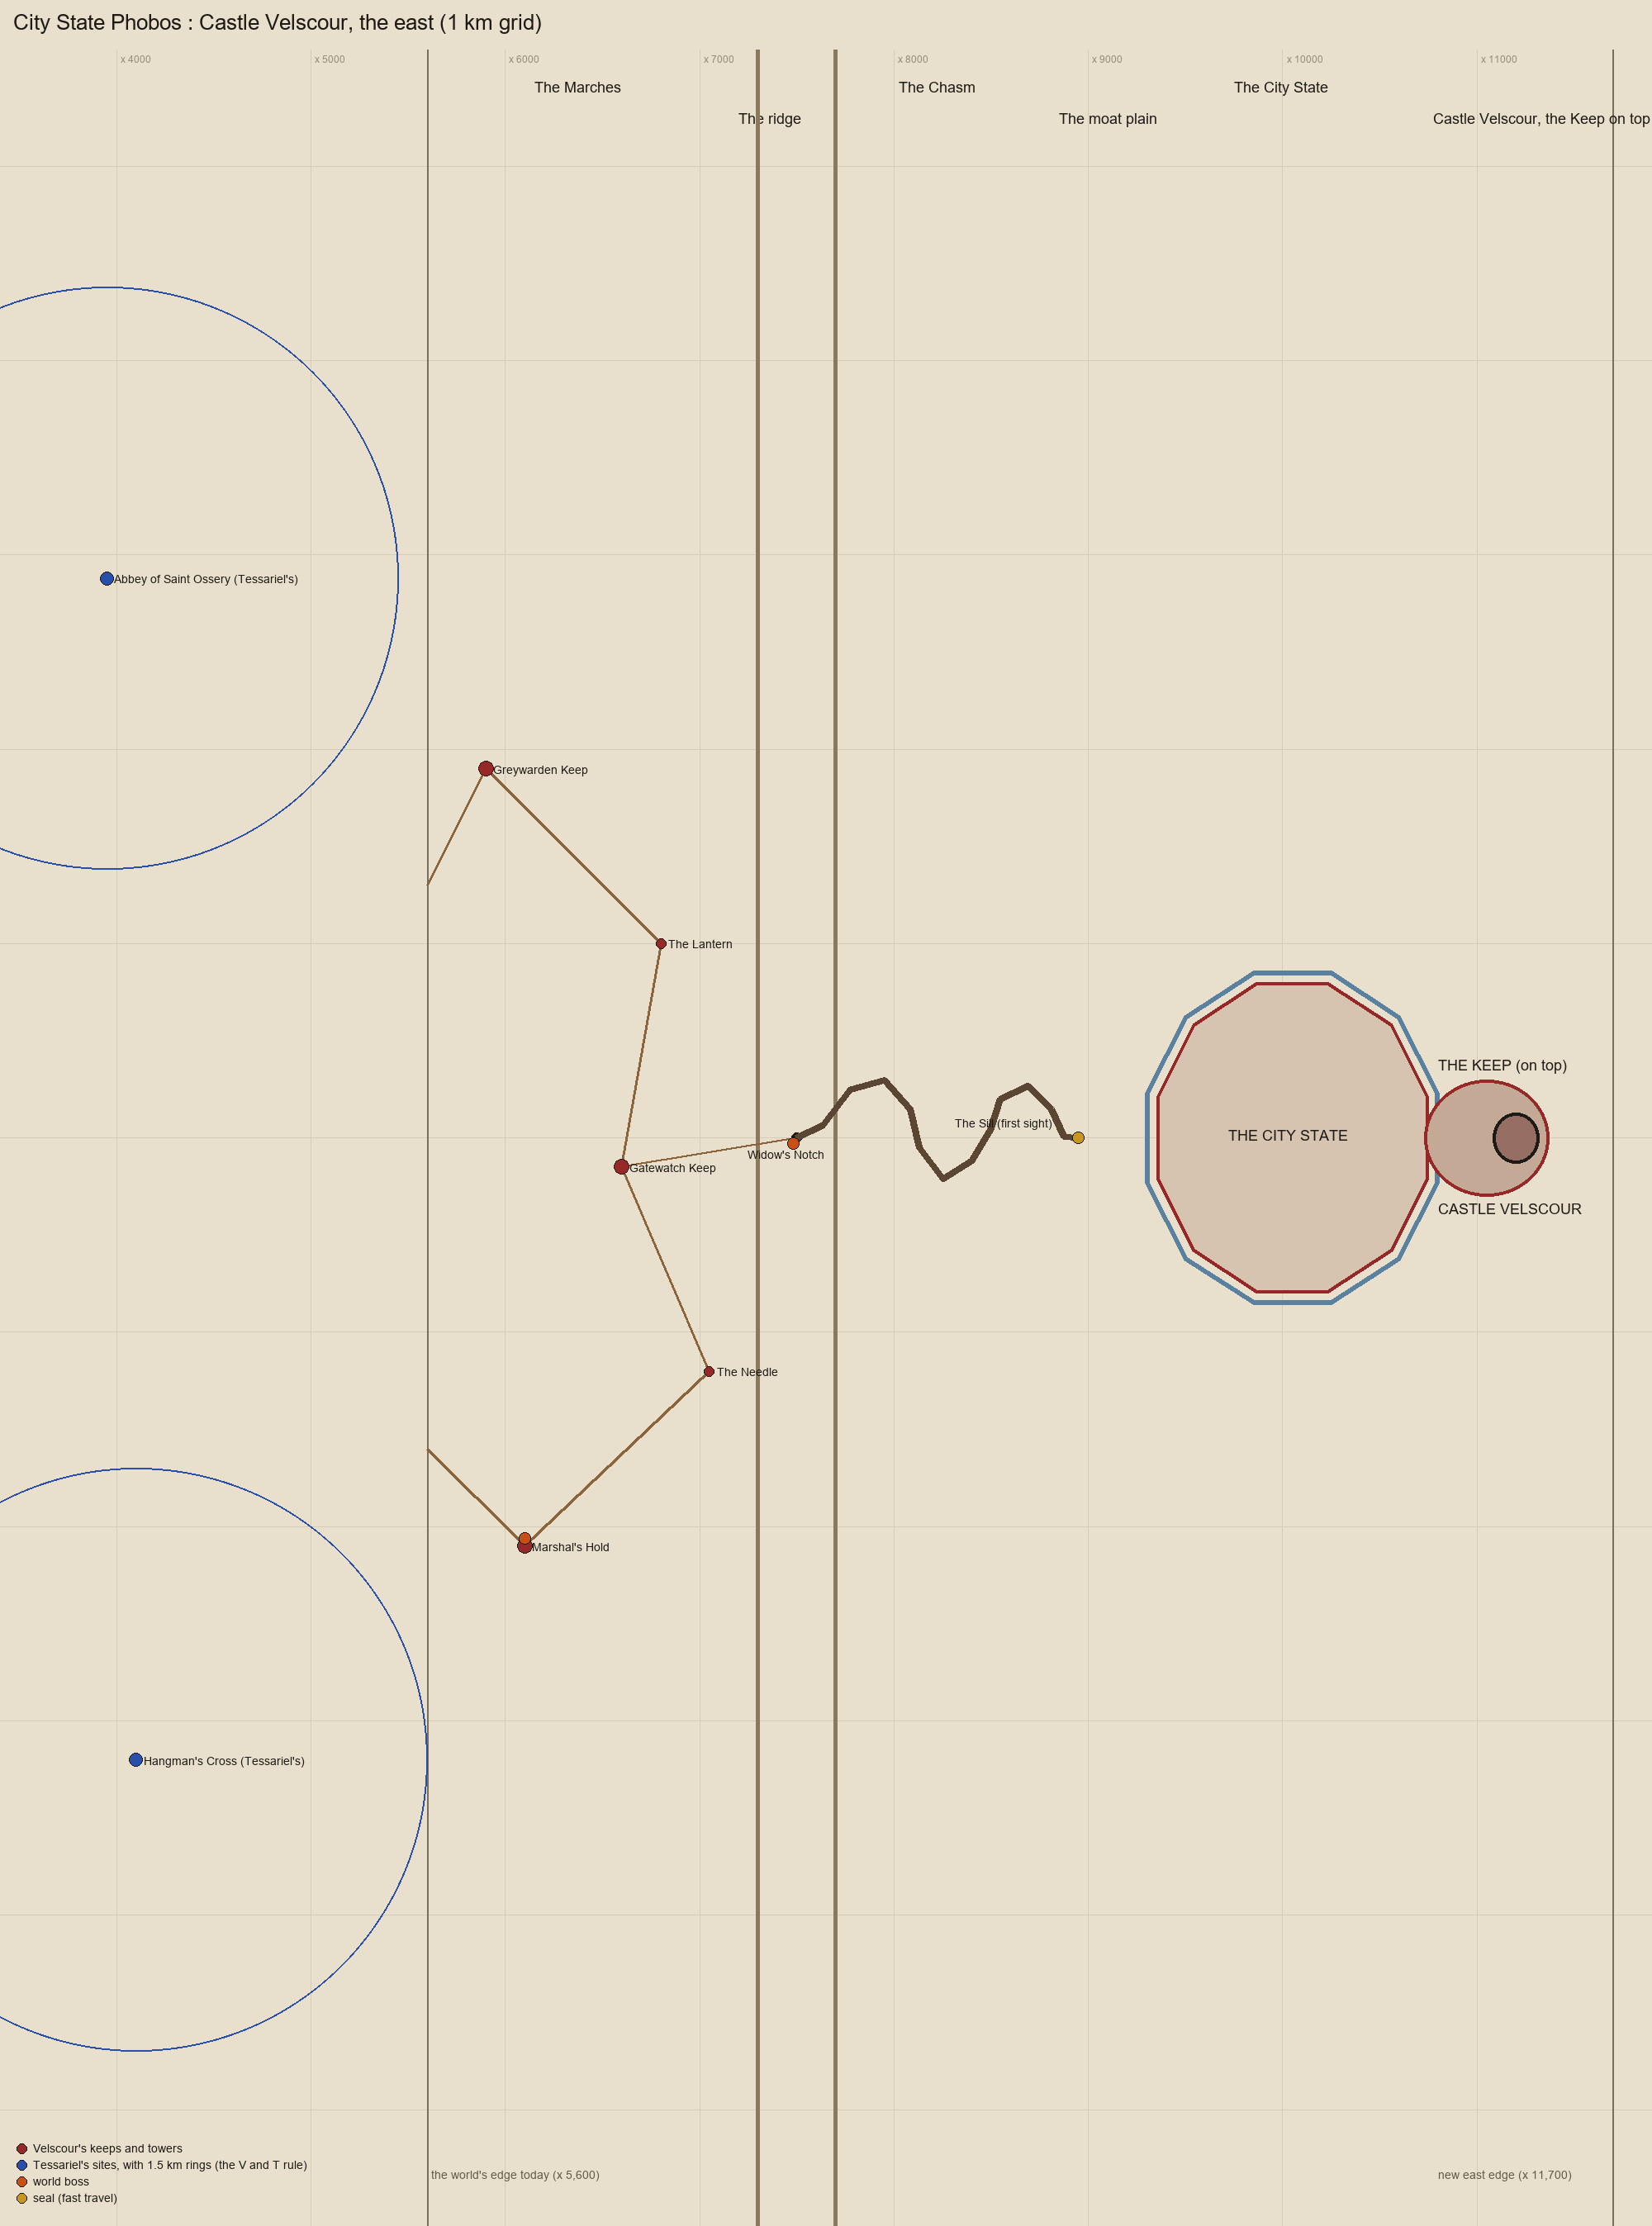 City State Phobos : Castle Velscour, the east (1 km grid)
x 4000
x 5000
x 6000
x 7000
x 8000
x 9000
x 10000
x 11000
The Marches
The Chasm
The City State
The ridge
The moat plain
Castle Velscour, the Keep on top
Abbey of Saint Ossery (Tessariel's)
Greywarden Keep
The Lantern
THE KEEP (on top)
The Sill (first sight)
THE CITY STATE
Widow's Notch
Gatewatch Keep
CASTLE VELSCOUR
The Needle
Marshal's Hold
Hangman's Cross (Tessariel's)
Velscour's keeps and towers
Tessariel's sites, with 1.5 km rings (the V and T rule)
world boss
seal (fast travel)
the world's edge today (x 5,600)
new east edge (x 11,700)